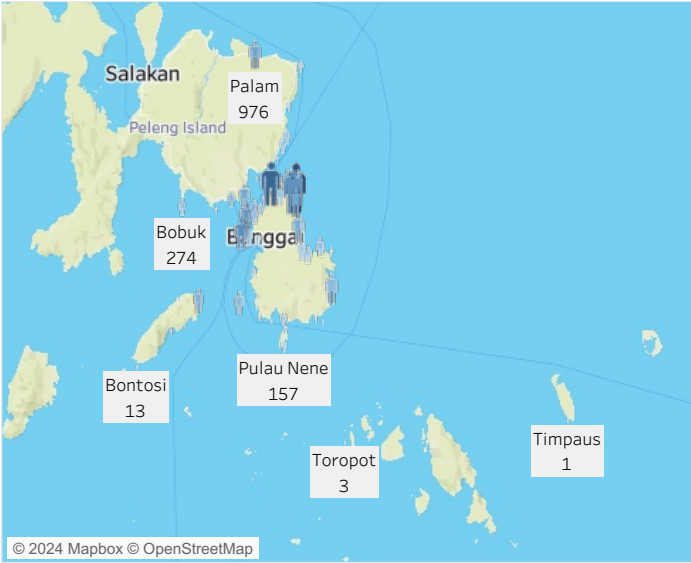 Salakan
Palam
976
Peleng Island
Bobuk
274
Banggai
Pulau Nene
157
Bontosi
13
Toropot
3
Timpaus
1
© 2024 Mapbox © OpenStreetMap